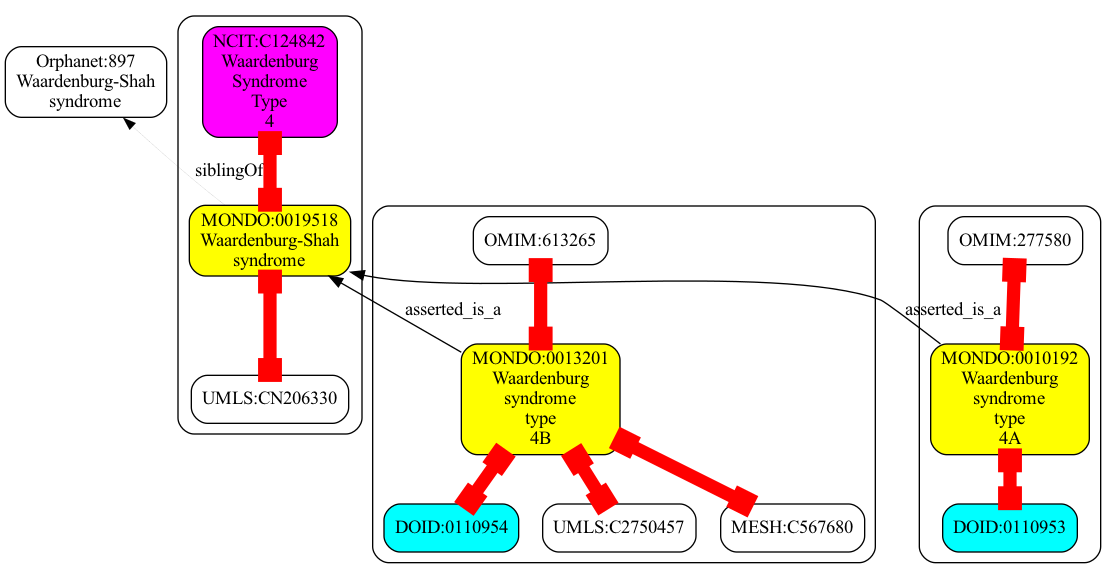 Orphanet:897
Waardenburg-Shah
syndrome
NCIT:C124842
Waardenburg
Syndrome
Type
4
siblingOf
MONDO:0019518
Waardenburg-Shah
syndrome
UMLS:CN206330
OMIM:613265
asserted_is_a
MONDO:0013201
Waardenburg
syndrome
type
4B
DOID:0110954
UMLS:C2750457
MESH:C567680
OMIM:277580
asserted_is_a
MONDO:0010192
Waardenburg
syndrome
type
4A
DOID:0110953